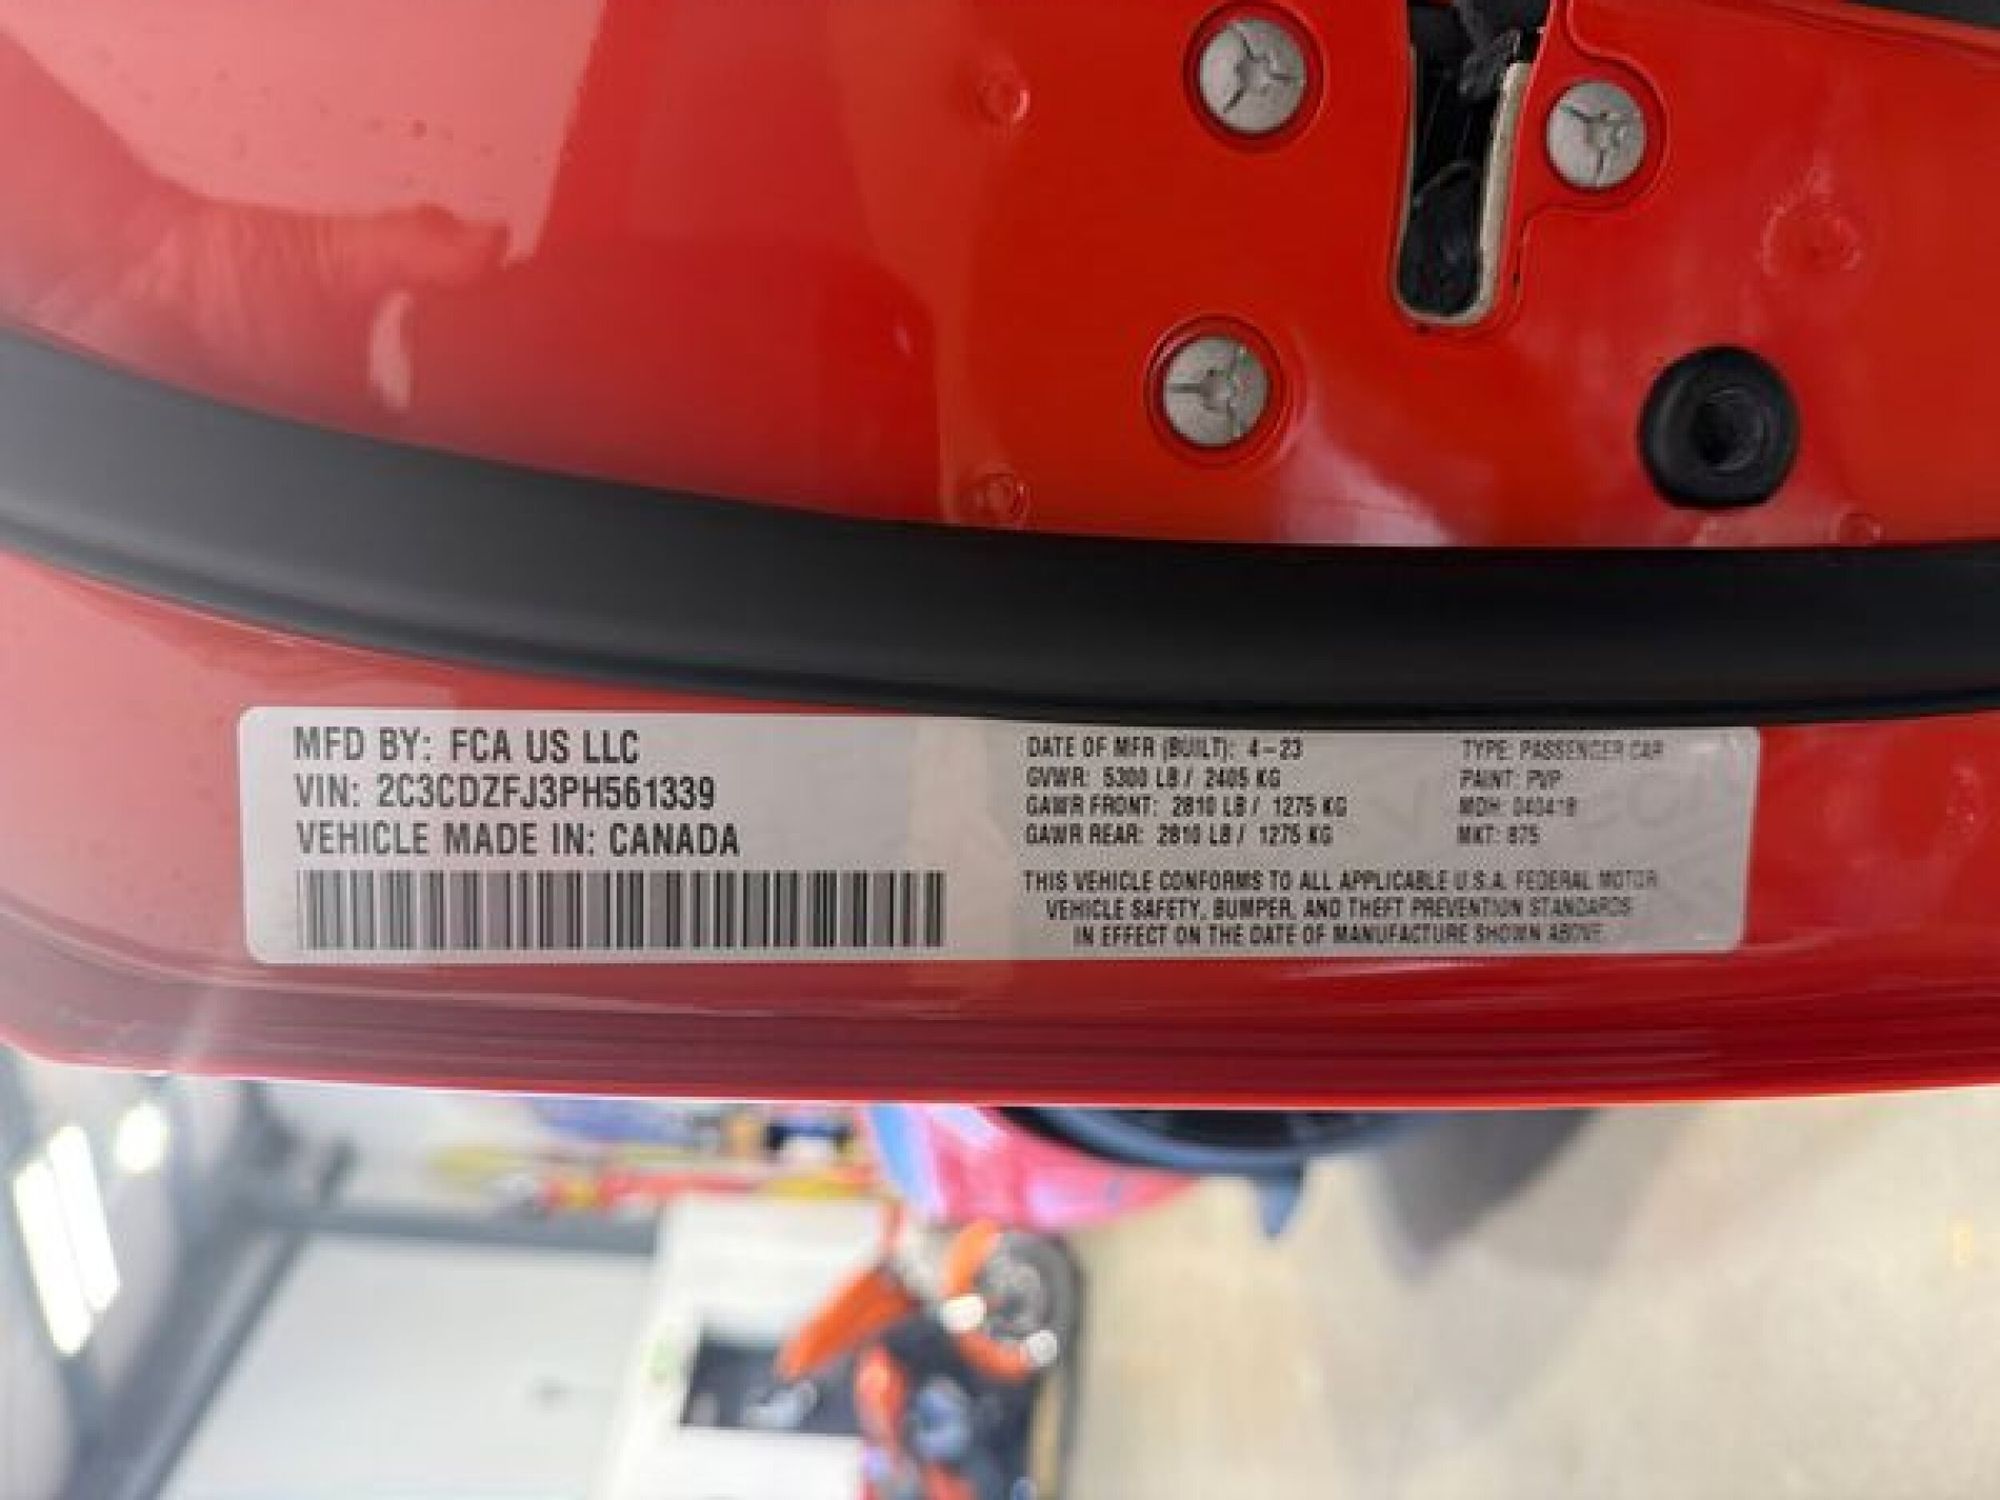 MFD BY: FCA US LLC
VIN: 2C3CDZFJ3PH561339
VEHICLE MADE IN: CANADA
DATE OF MFR (BUILT): 4-23
GVWR: 5300 LB / 2405 KG
GAWR FRONT: 2810 LB / 1275 KG
GAWR REAR: 2810 LB / 1275 KG
TYPE: PASSENGER CAR
PAINT: PVP
MDH: 040418
MKT: 875
THIS VEHICLE CONFORMS TO ALL APPLICABLE U.S.A. FEDERAL MOTOR
VEHICLE SAFETY, BUMPER, AND THEFT PREVENTION STANDARDS
IN EFFECT ON THE DATE OF MANUFACTURE SHOWN ABOVE.